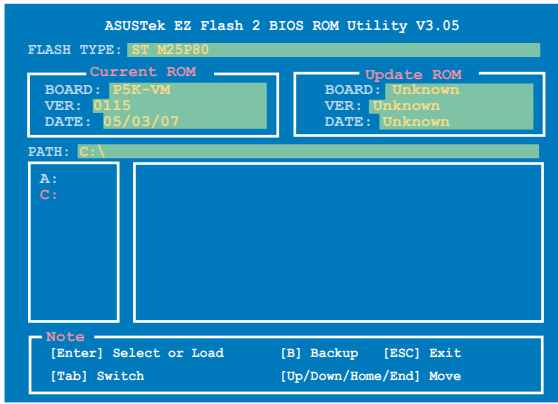 ASUSTek EZ Flash 2 BIOS ROM Utility V3.05
FLASH TYPE: ST M25P80
Current ROM
BOARD: P5K-VM
VER: 0115
DATE: 05/03/07
Update ROM
BOARD: Unknown
VER: Unknown
DATE: Unknown
PATH: C:\
A:
C:
Note
[Enter] Select or Load [B] Backup [ESC] Exit
[Tab] Switch [Up/Down/Home/End] Move